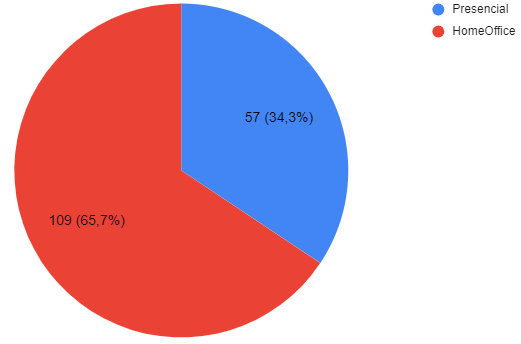 Presencial
HomeOffice
57 (34,3%)
109 (65,7%)